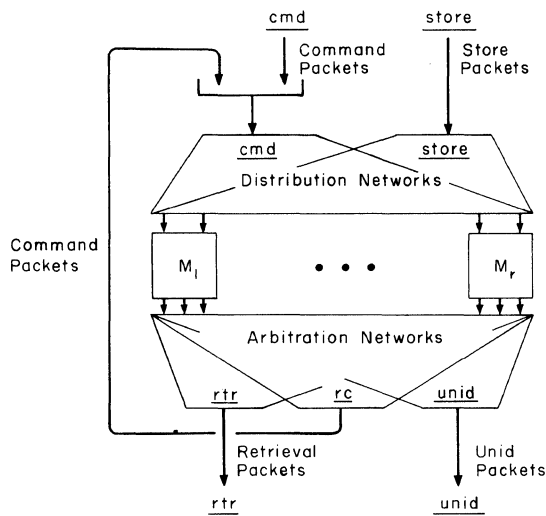 cmd
store
Command
Packets
Store
Packets
cmd
store
Distribution Networks
Command
Packets
M1
Mr
Arbitration Networks
rtr
rc
unid
Retrieval
Packets
Unid
Packets
rtr
unid